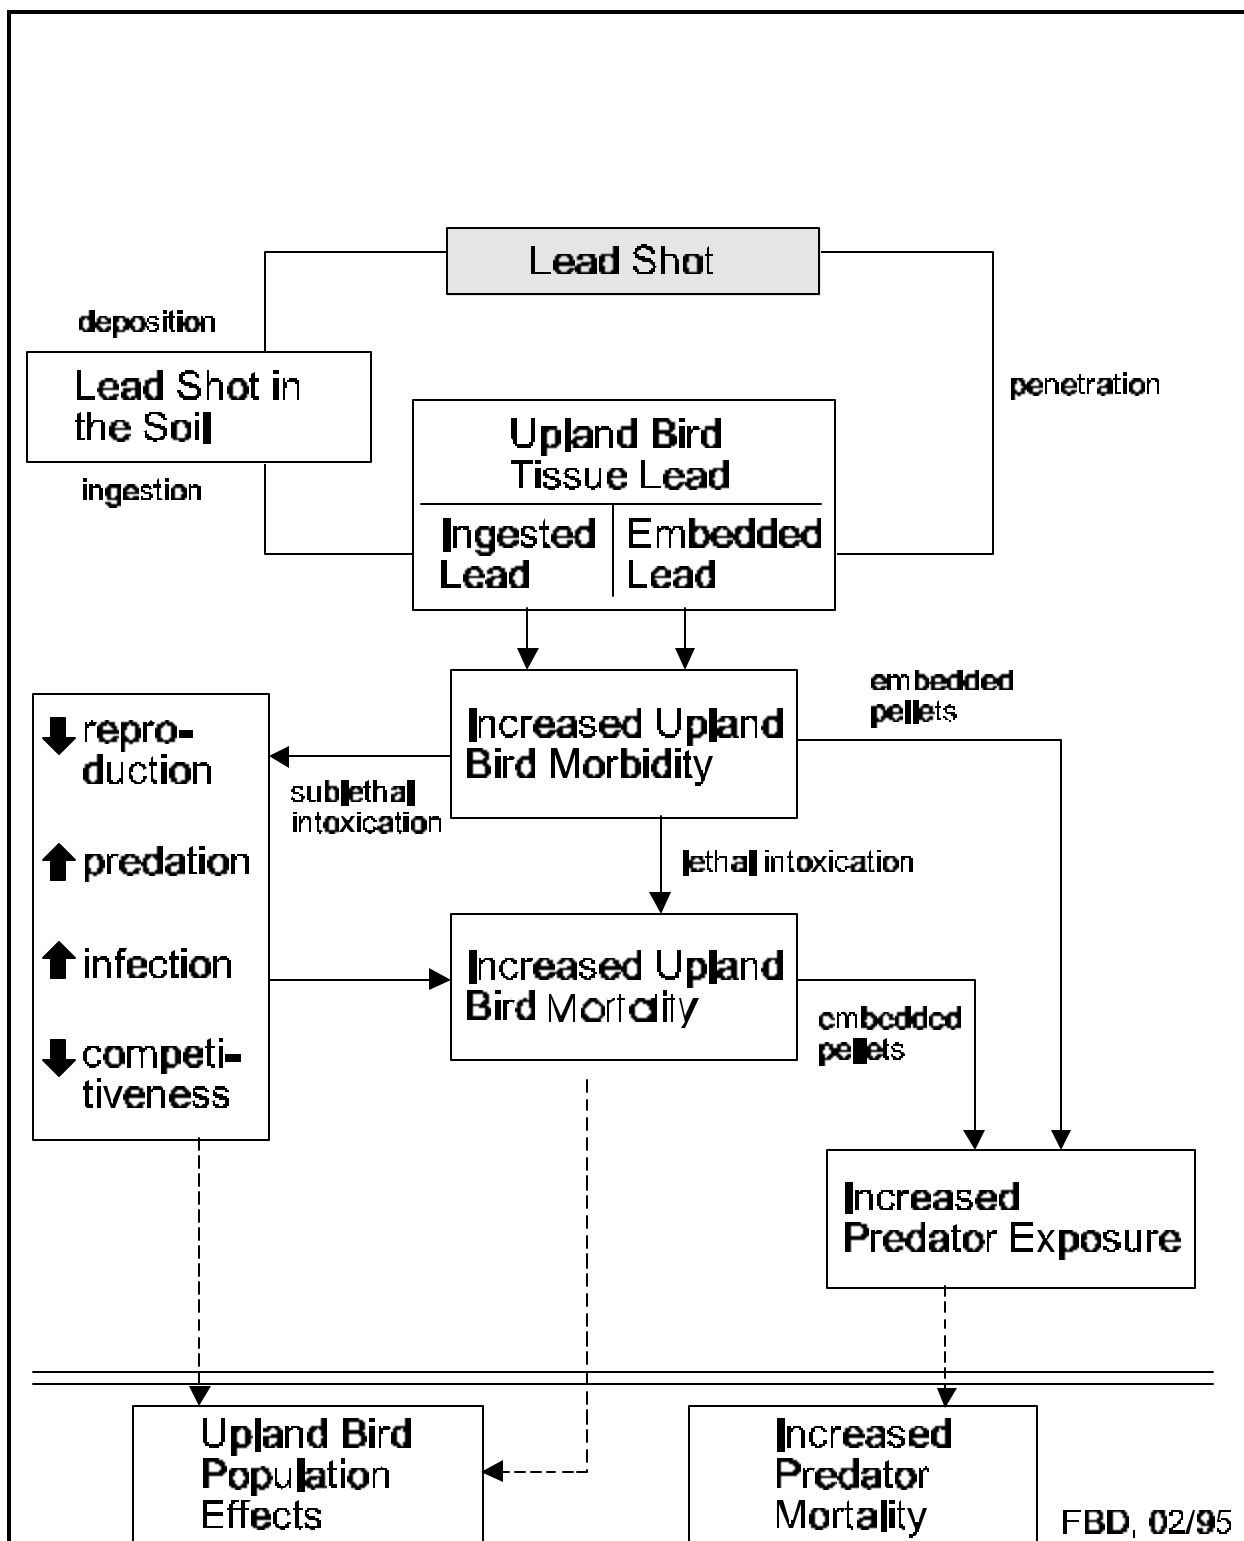 Lead Shot
deposition
Lead Shot in
the Soil
penetration
Upland Bird
Tissue Lead
ingestion
Ingested
Lead
Embedded
Lead
embedded
pellets
Increased Upland
Bird Morbidity
repro-
duction
sublethal
intoxication
predation
lethal intoxication
infection
Increased Upland
Bird Mortality
embedded
pellets
competi-
tiveness
Increased
Predator Exposure
Upland Bird
Population
Effects
Increased
Predator
Mortality
FBD, 02/95